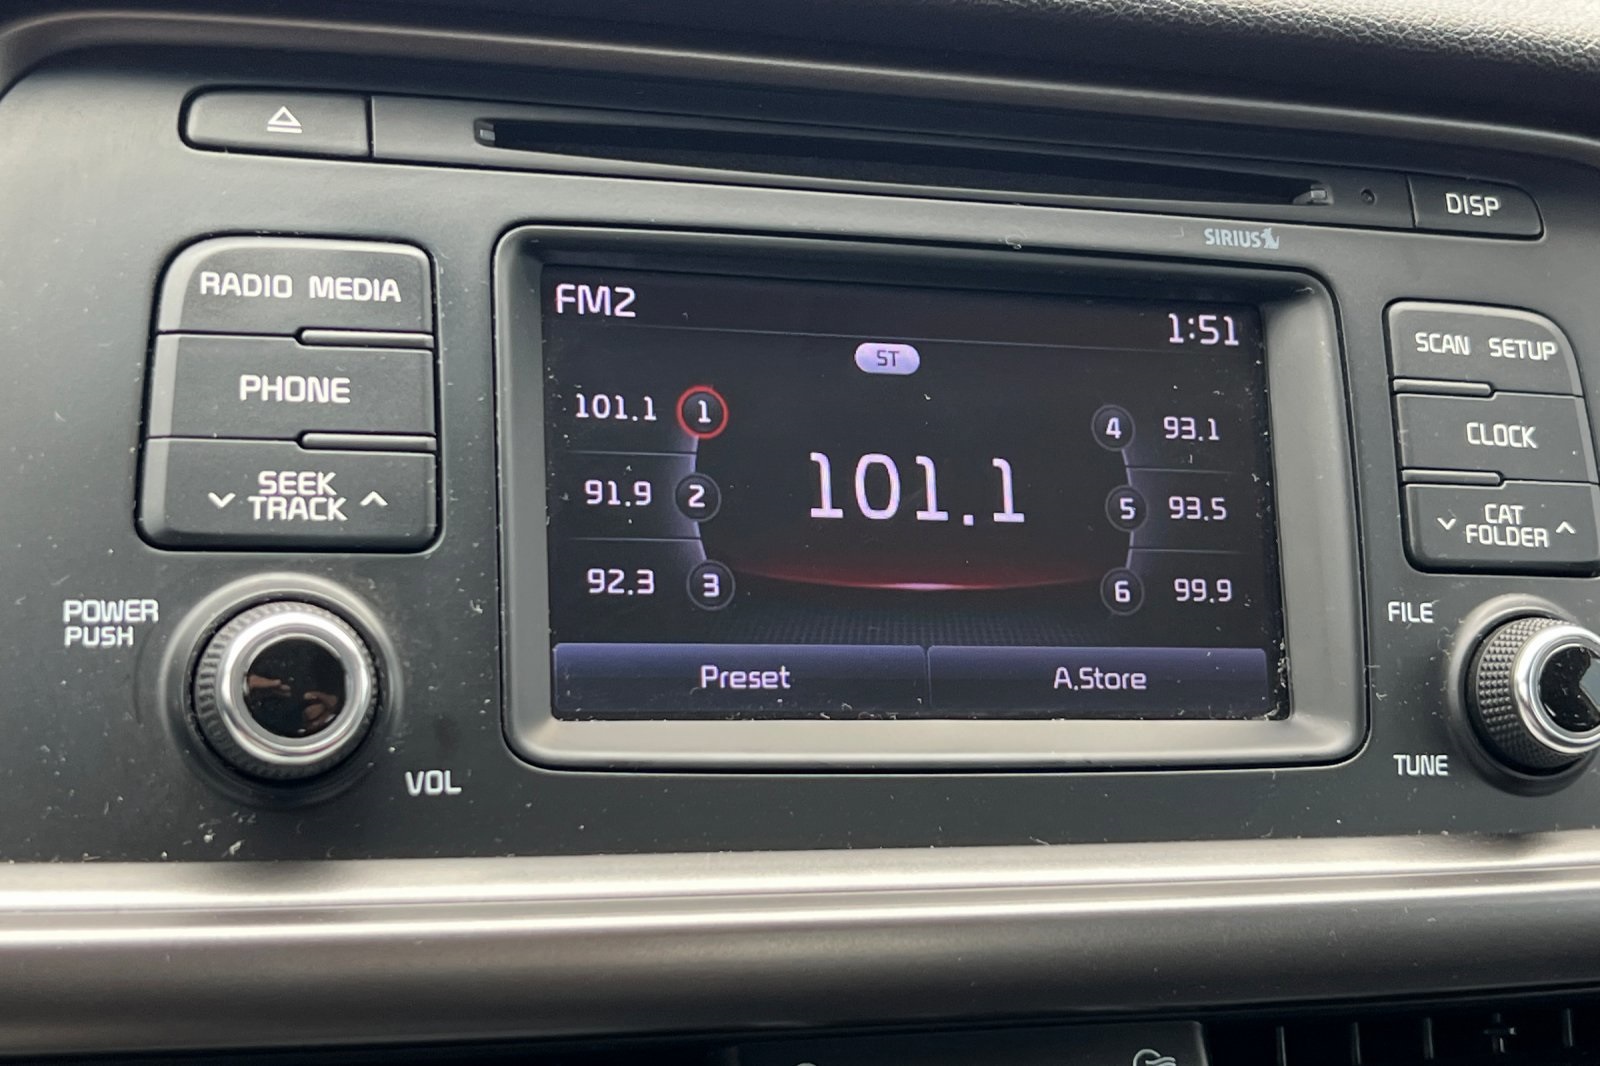 DISP
SIRIUS
RADIO MEDIA
PHONE
SEEK
TRACK
POWER
PUSH
VOL
FM2
1:51
ST
101.1 1
91.9 2
92.3 3
101.1
4 93.1
5 93.5
6 99.9
Preset
A.Store
SCAN SETUP
CLOCK
CAT
FOLDER
FILE
TUNE